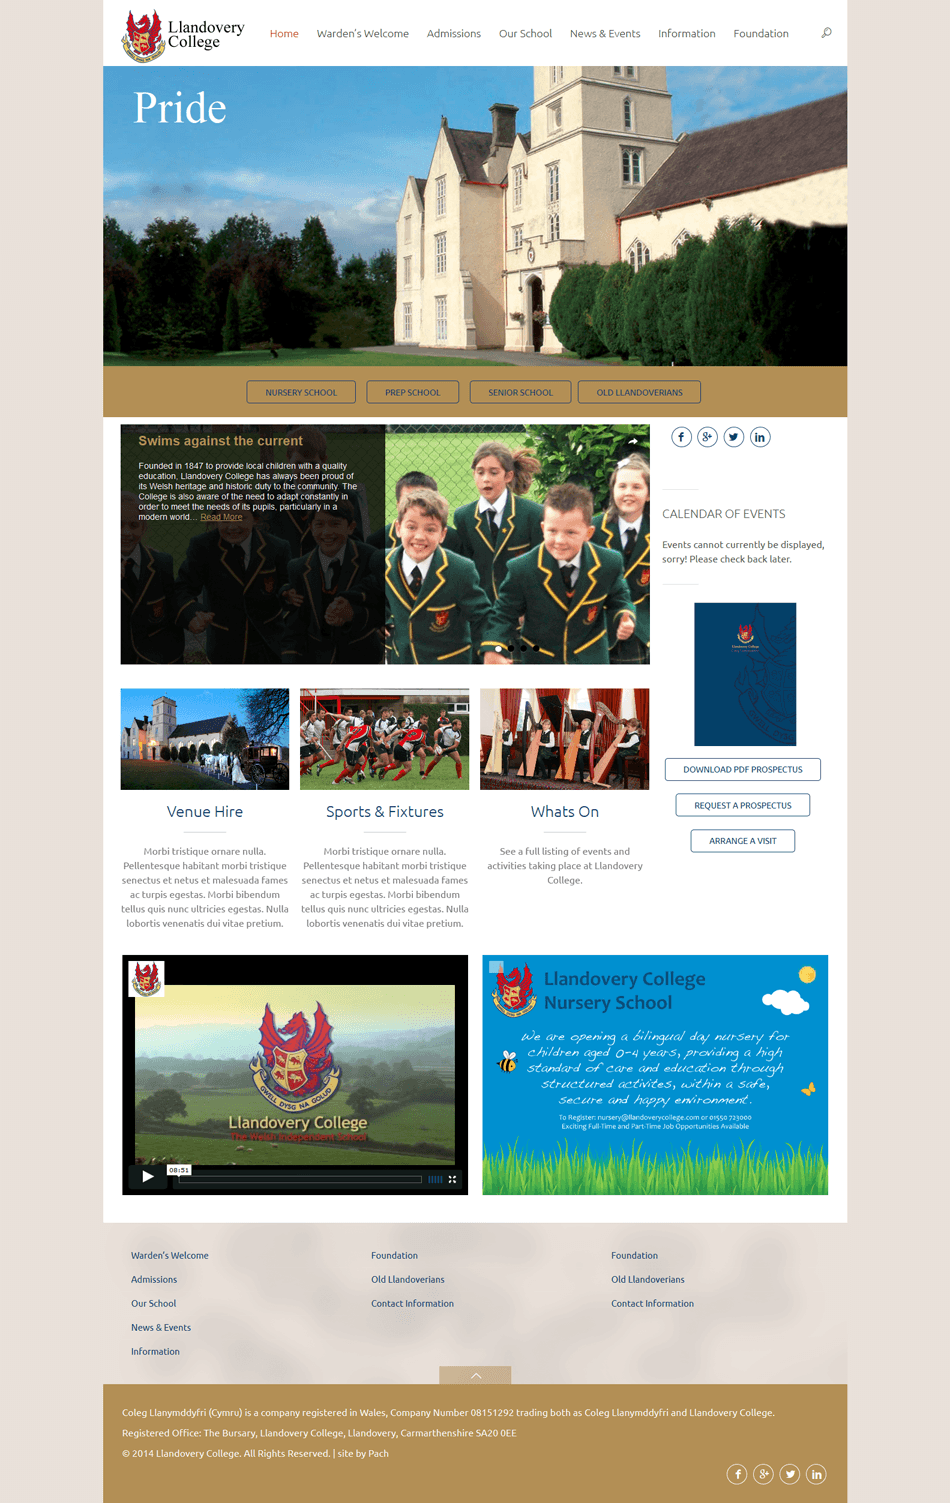 Llandovery
College
Home Warden's Welcome Admissions Our School News & Events Information Foundation
Pride
NURSERY SCHOOL PREP SCHOOL SENIOR SCHOOL OLD LLANDOVERIANS
Swims against the current
Founded in 1847 to provide local children with a quality
education, Llandovery College has always been proud of
its Welsh heritage and historic duty to the community. The
College is also aware of the need to adapt constantly in
order to meet the needs of its pupils, particularly in a
modern world... Read More
CALENDAR OF EVENTS
Events cannot currently be displayed,
sorry! Please check back later.
Llandovery College
DOWNLOAD PDF PROSPECTUS
REQUEST A PROSPECTUS
ARRANGE A VISIT
Venue Hire
Morbi tristique ornare nulla.
Pellentesque habitant morbi tristique
senectus et netus et malesuada fames
ac turpis egestas. Morbi bibendum
tellus quis nunc ultricies egestas. Nulla
lobortis venenatis dui vitae pretium.
Sports & Fixtures
Morbi tristique ornare nulla.
Pellentesque habitant morbi tristique
senectus et netus et malesuada fames
ac turpis egestas. Morbi bibendum
tellus quis nunc ultricies egestas. Nulla
lobortis venenatis dui vitae pretium.
Whats On
See a full listing of events and
activities taking place at Llandovery
College.
GWELL DYSG NA GOLUD
Llandovery College
The Welsh Independent School
08:51
Llandovery College
Nursery School
We are opening a bilingual day nursery for
children aged 0-4 years, providing a high
standard of care and education through
structured activites, within a safe,
secure and happy environment.
To Register: nursery@llandoverycollege.com or 01550 723000
Exciting Full-Time and Part-Time Job Opportunities Available
Warden's Welcome
Admissions
Our School
News & Events
Information
Foundation
Old Llandoverians
Contact Information
Foundation
Old Llandoverians
Contact Information
Coleg Llanymddyfri (Cymru) is a company registered in Wales, Company Number 08151292 trading both as Coleg Llanymddyfri and Llandovery College.
Registered Office: The Bursary, Llandovery College, Llandovery, Carmarthenshire SA20 0EE
© 2014 Llandovery College. All Rights Reserved. | site by Pach